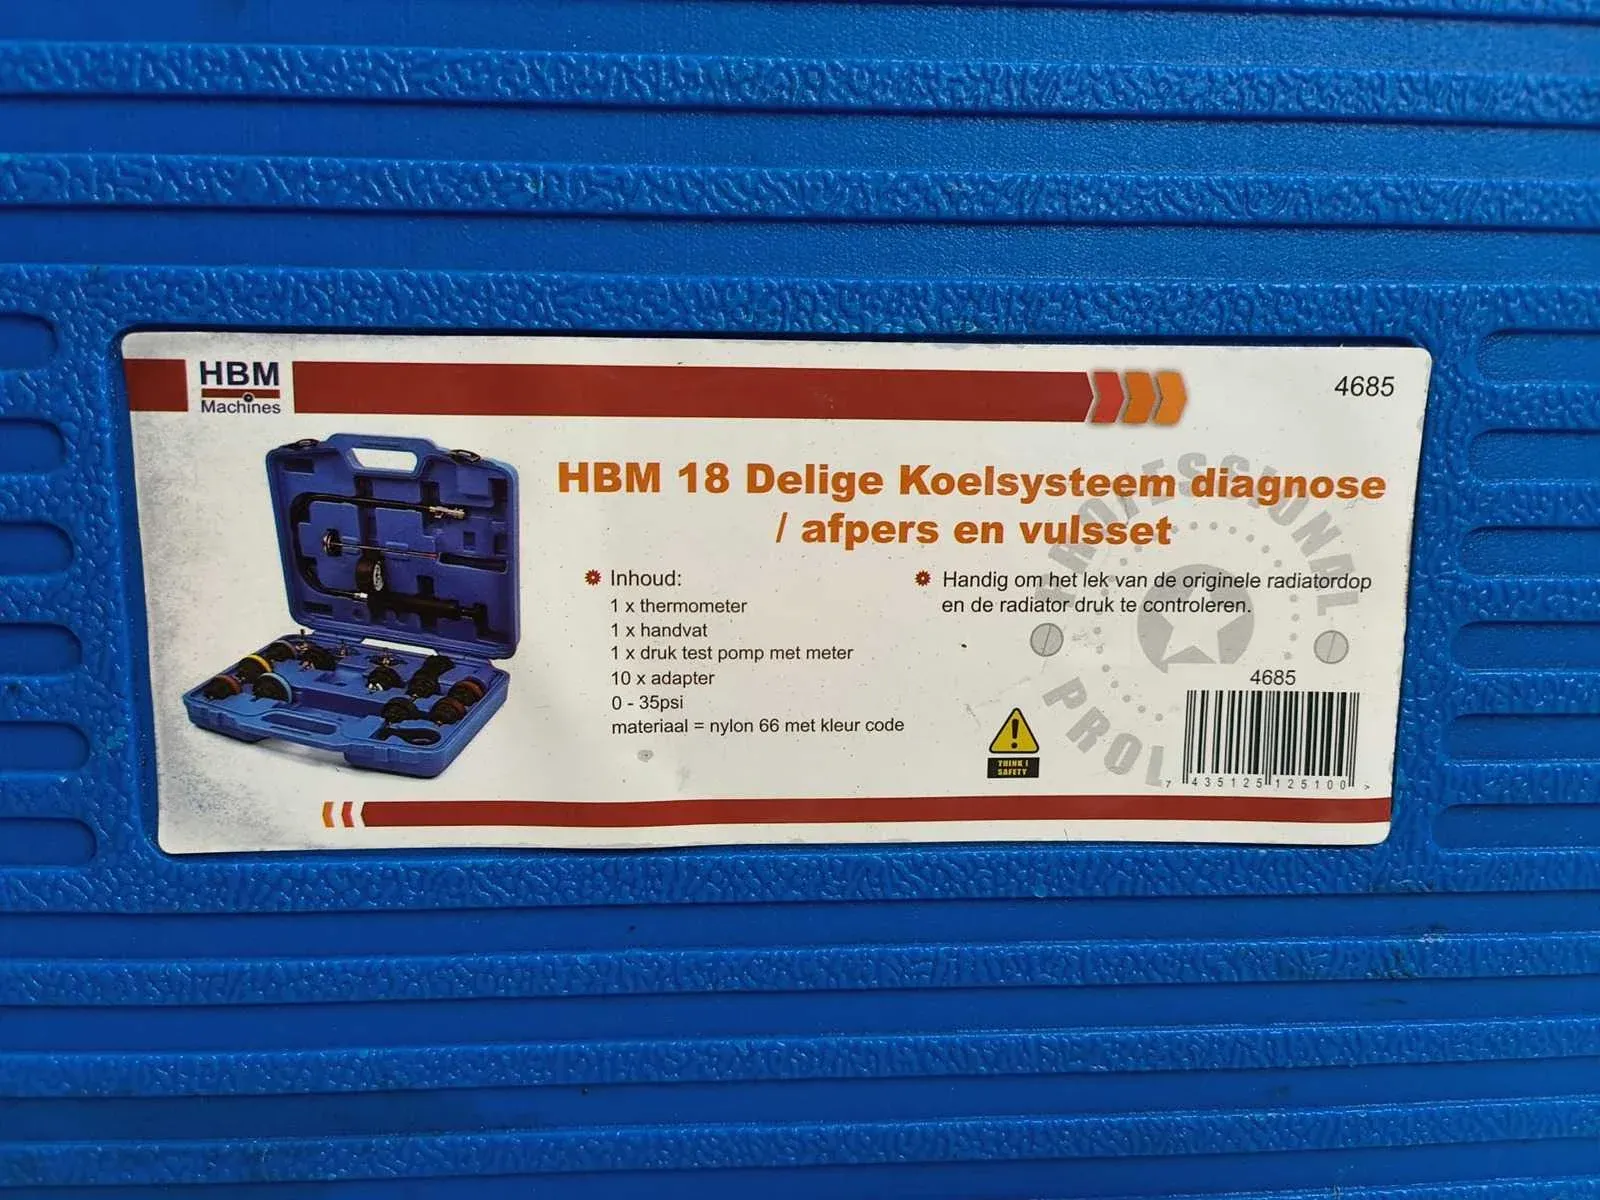 HBM
Machines
4685
HBM 18 Delige Koelsysteem diagnose
/ afpers en vulsset
Inhoud:
1 x thermometer
1 x handvat
1 x druk test pomp met meter
10 x adapter
0 - 35psi
materiaal = nylon 66 met kleur code
Handig om het lek van de originele radiatordop
en de radiator druk te controleren.
PROFESSIONAL
PROL
THINK !
SAFETY
4685
7 435125 125100 >